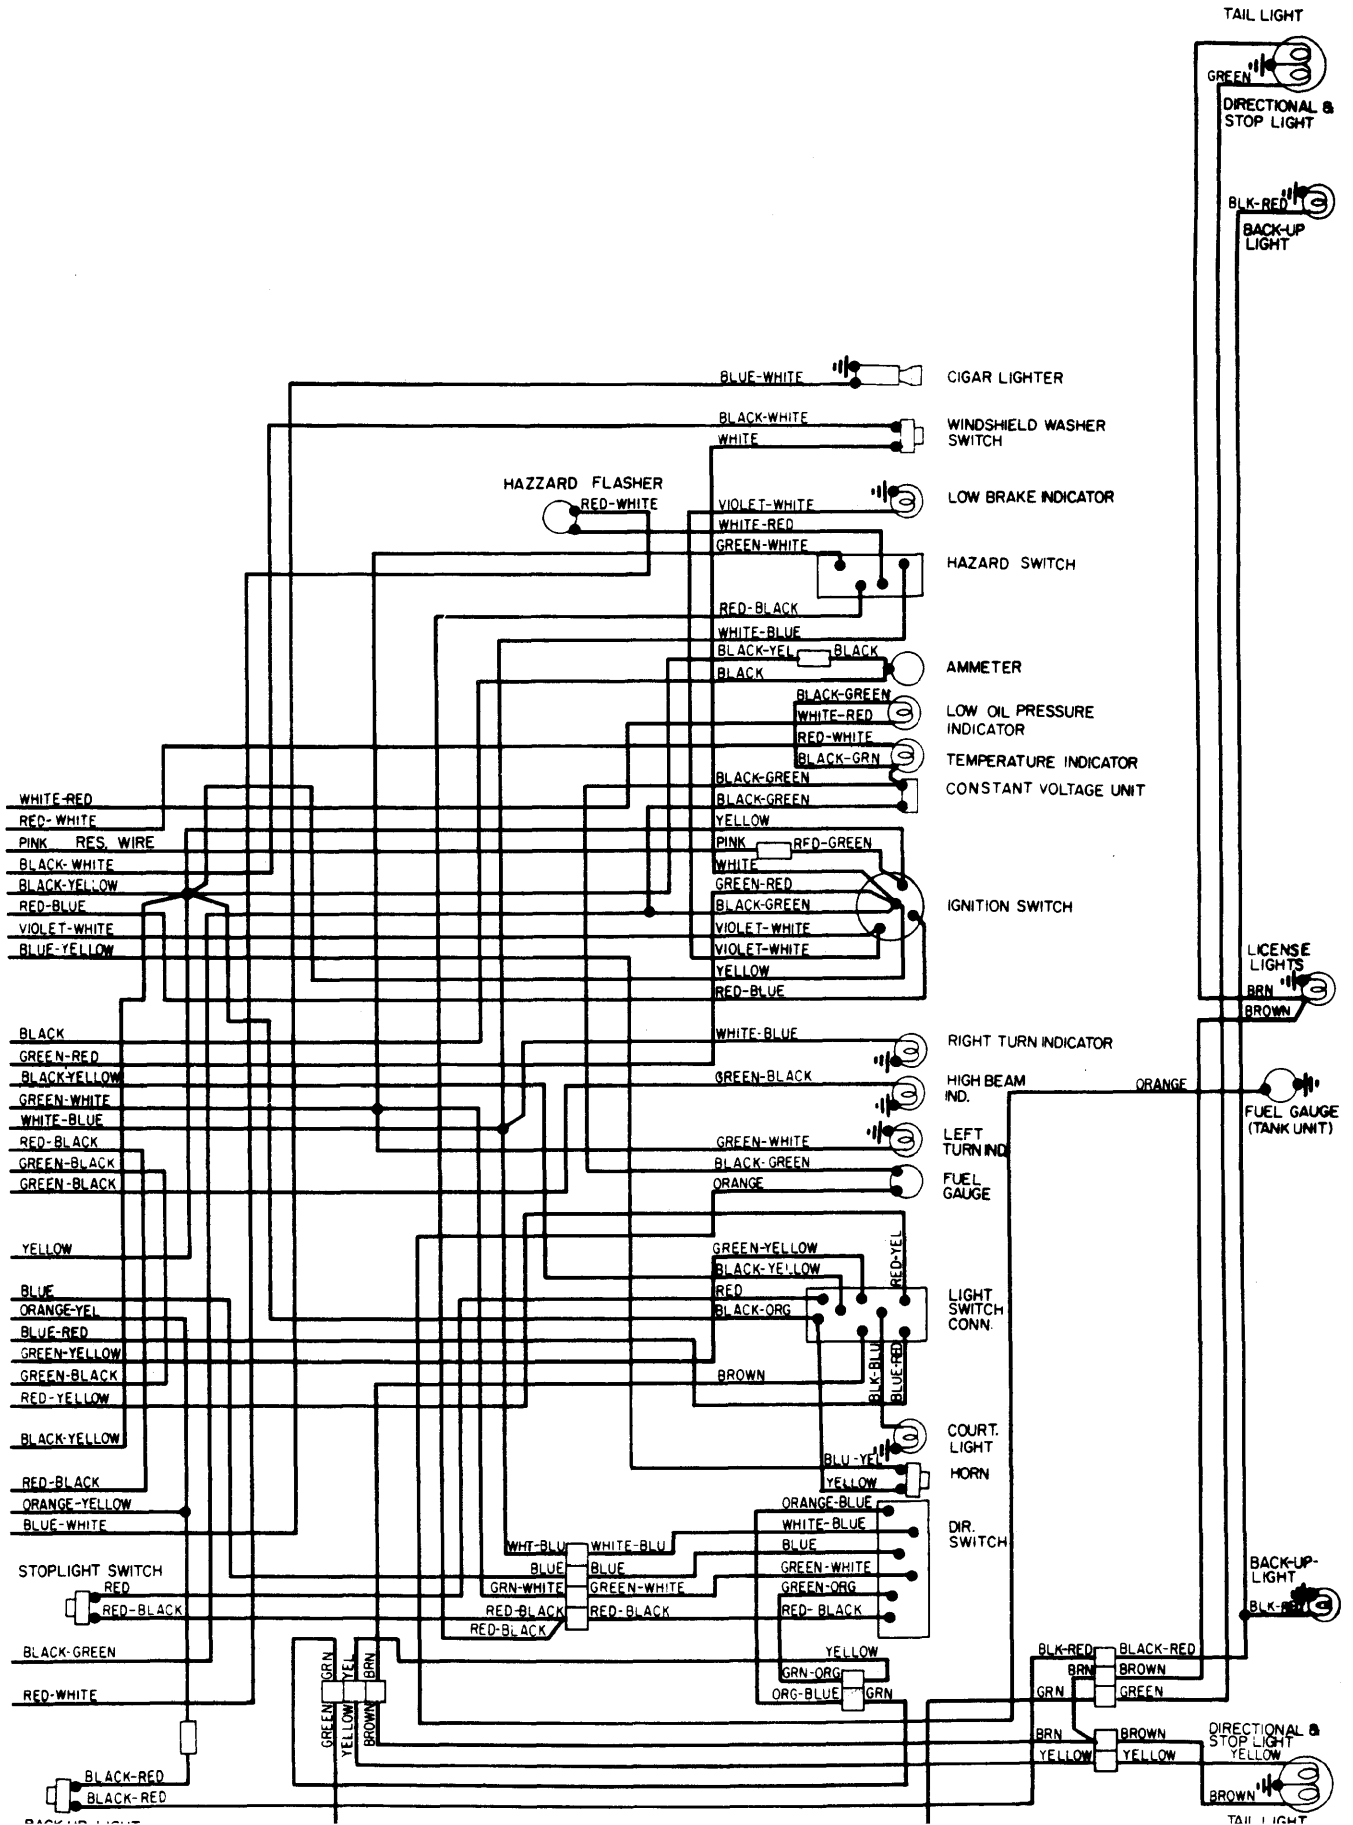 TAIL LIGHT
GREEN
DIRECTIONAL &
STOP LIGHT
BLK-RED
BACK-UP
LIGHT
BLUE-WHITE
CIGAR LIGHTER
BLACK-WHITE
WINDSHIELD WASHER
SWITCH
WHITE
HAZZARD FLASHER
RED-WHITE
VIOLET-WHITE
LOW BRAKE INDICATOR
WHITE-RED
GREEN-WHITE
HAZARD SWITCH
RED-BLACK
WHITE-BLUE
BLACK-YEL
BLACK
BLACK
AMMETER
BLACK-GREEN
WHITE-RED
LOW OIL PRESSURE
INDICATOR
RED-WHITE
BLACK-GRN
TEMPERATURE INDICATOR
BLACK-GREEN
CONSTANT VOLTAGE UNIT
BLACK-GREEN
WHITE-RED
RED-WHITE
PINK RES. WIRE
BLACK-WHITE
BLACK-YELLOW
RED-BLUE
VIOLET-WHITE
BLUE-YELLOW
YELLOW
PINK
RED-GREEN
WHITE
GREEN-RED
BLACK-GREEN
IGNITION SWITCH
VIOLET-WHITE
VIOLET-WHITE
YELLOW
RED-BLUE
LICENSE
LIGHTS
BRN
BROWN
BLACK
GREEN-RED
BLACK-YELLOW
GREEN-WHITE
WHITE-BLUE
RED-BLACK
GREEN-BLACK
GREEN-BLACK
WHITE-BLUE
RIGHT TURN INDICATOR
GREEN-BLACK
HIGH BEAM
IND.
ORANGE
FUEL GAUGE
(TANK UNIT)
GREEN-WHITE
LEFT
TURN IND
BLACK-GREEN
ORANGE
FUEL
GAUGE
YELLOW
BLUE
ORANGE-YEL
BLUE-RED
GREEN-YELLOW
GREEN-BLACK
RED-YELLOW
BLACK-YELLOW
RED-BLACK
ORANGE-YELLOW
BLUE-WHITE
GREEN-YELLOW
BLACK-YELLOW
RED
BLACK-ORG
RED-YEL
LIGHT
SWITCH
CONN.
BROWN
BLK-BLU
BLUE-RED
COURT.
LIGHT
BLU-YEL
YELLOW
HORN
ORANGE-BLUE
WHITE-BLUE
BLUE
GREEN-WHITE
GREEN-ORG
RED-BLACK
DIR.
SWITCH
WHT-BLU
WHITE-BLU
BLUE
BLUE
GRN-WHITE
GREEN-WHITE
RED-BLACK
RED-BLACK
RED-BLACK
STOPLIGHT SWITCH
RED
RED-BLACK
BLACK-GREEN
RED-WHITE
GRN
YEL
BRN
GREEN
YELLOW
BROWN
YELLOW
GRN-ORG
ORG-BLUE
GRN
BACK-UP-
LIGHT
BLK-RED
BLK-RED
BLACK-RED
BRN
BROWN
GRN
GREEN
BRN
BROWN
YELLOW
YELLOW
DIRECTIONAL &
STOP LIGHT
YELLOW
BROWN
TAIL LIGHT
BLACK-RED
BLACK-RED
BACK-UP LIGHT